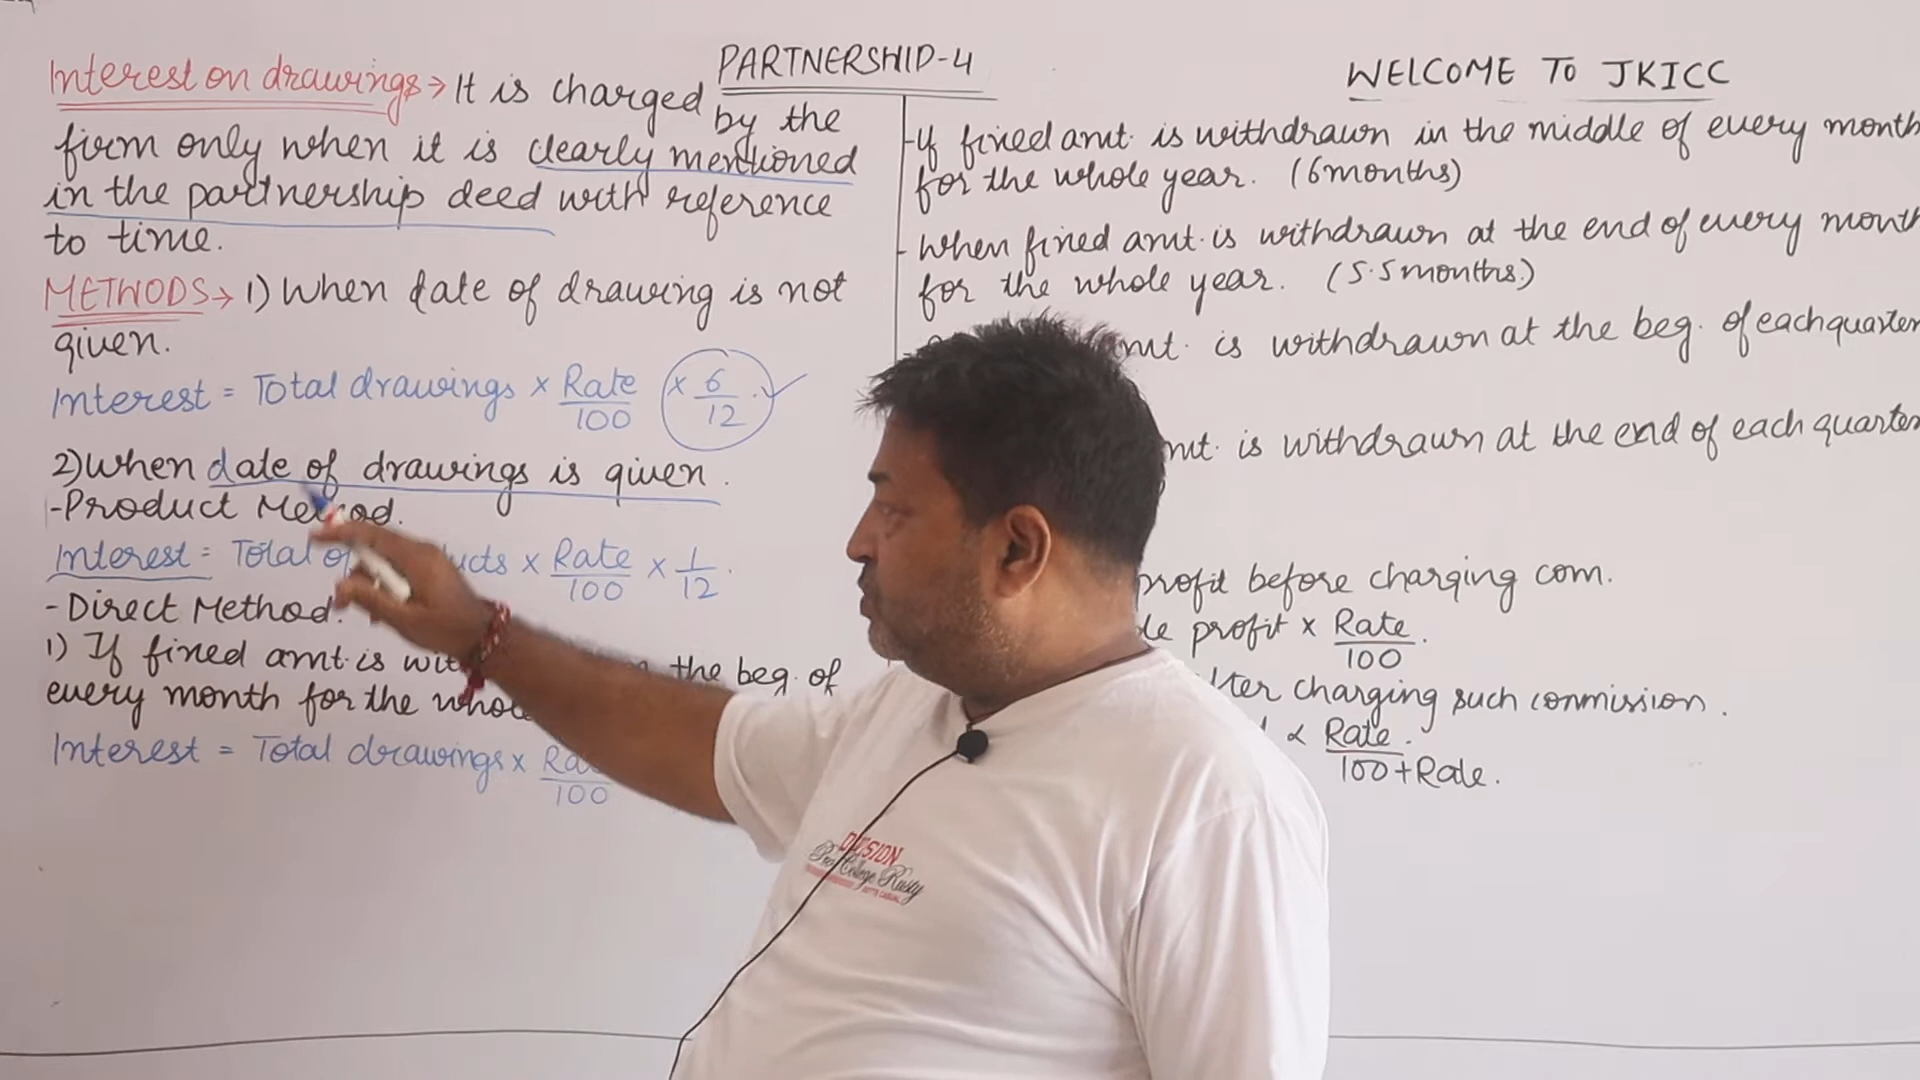 PARTNERSHIP-4
WELCOME TO JKICC
Interest on drawings → It is charged by the
firm only when it is clearly mentioned
in the partnership deed with reference
to time.
METHODS → 1) When date of drawing is not
given.
Interest = Total drawings × Rate/100 × 6/12.
2) When date of drawings is given.
-Product Method.
Interest = Total of × Rate/100 × 1/12.
-Direct Method.
1) If fixed amt. is the beg. of
every month for the
Interest = Total drawings × /100
-If fixed amt. is withdrawn in the middle of every month
for the whole year. (6 months)
- When fixed amt. is withdrawn at the end of every month
for the whole year. (5.5 months.)
is withdrawn at the beg. of each quarter
is withdrawn at the end of each quarter
profit before charging com.
profit × Rate/100.
charging such commission.
Rate/100+Rate.
DIVISION
Pro College Rusty